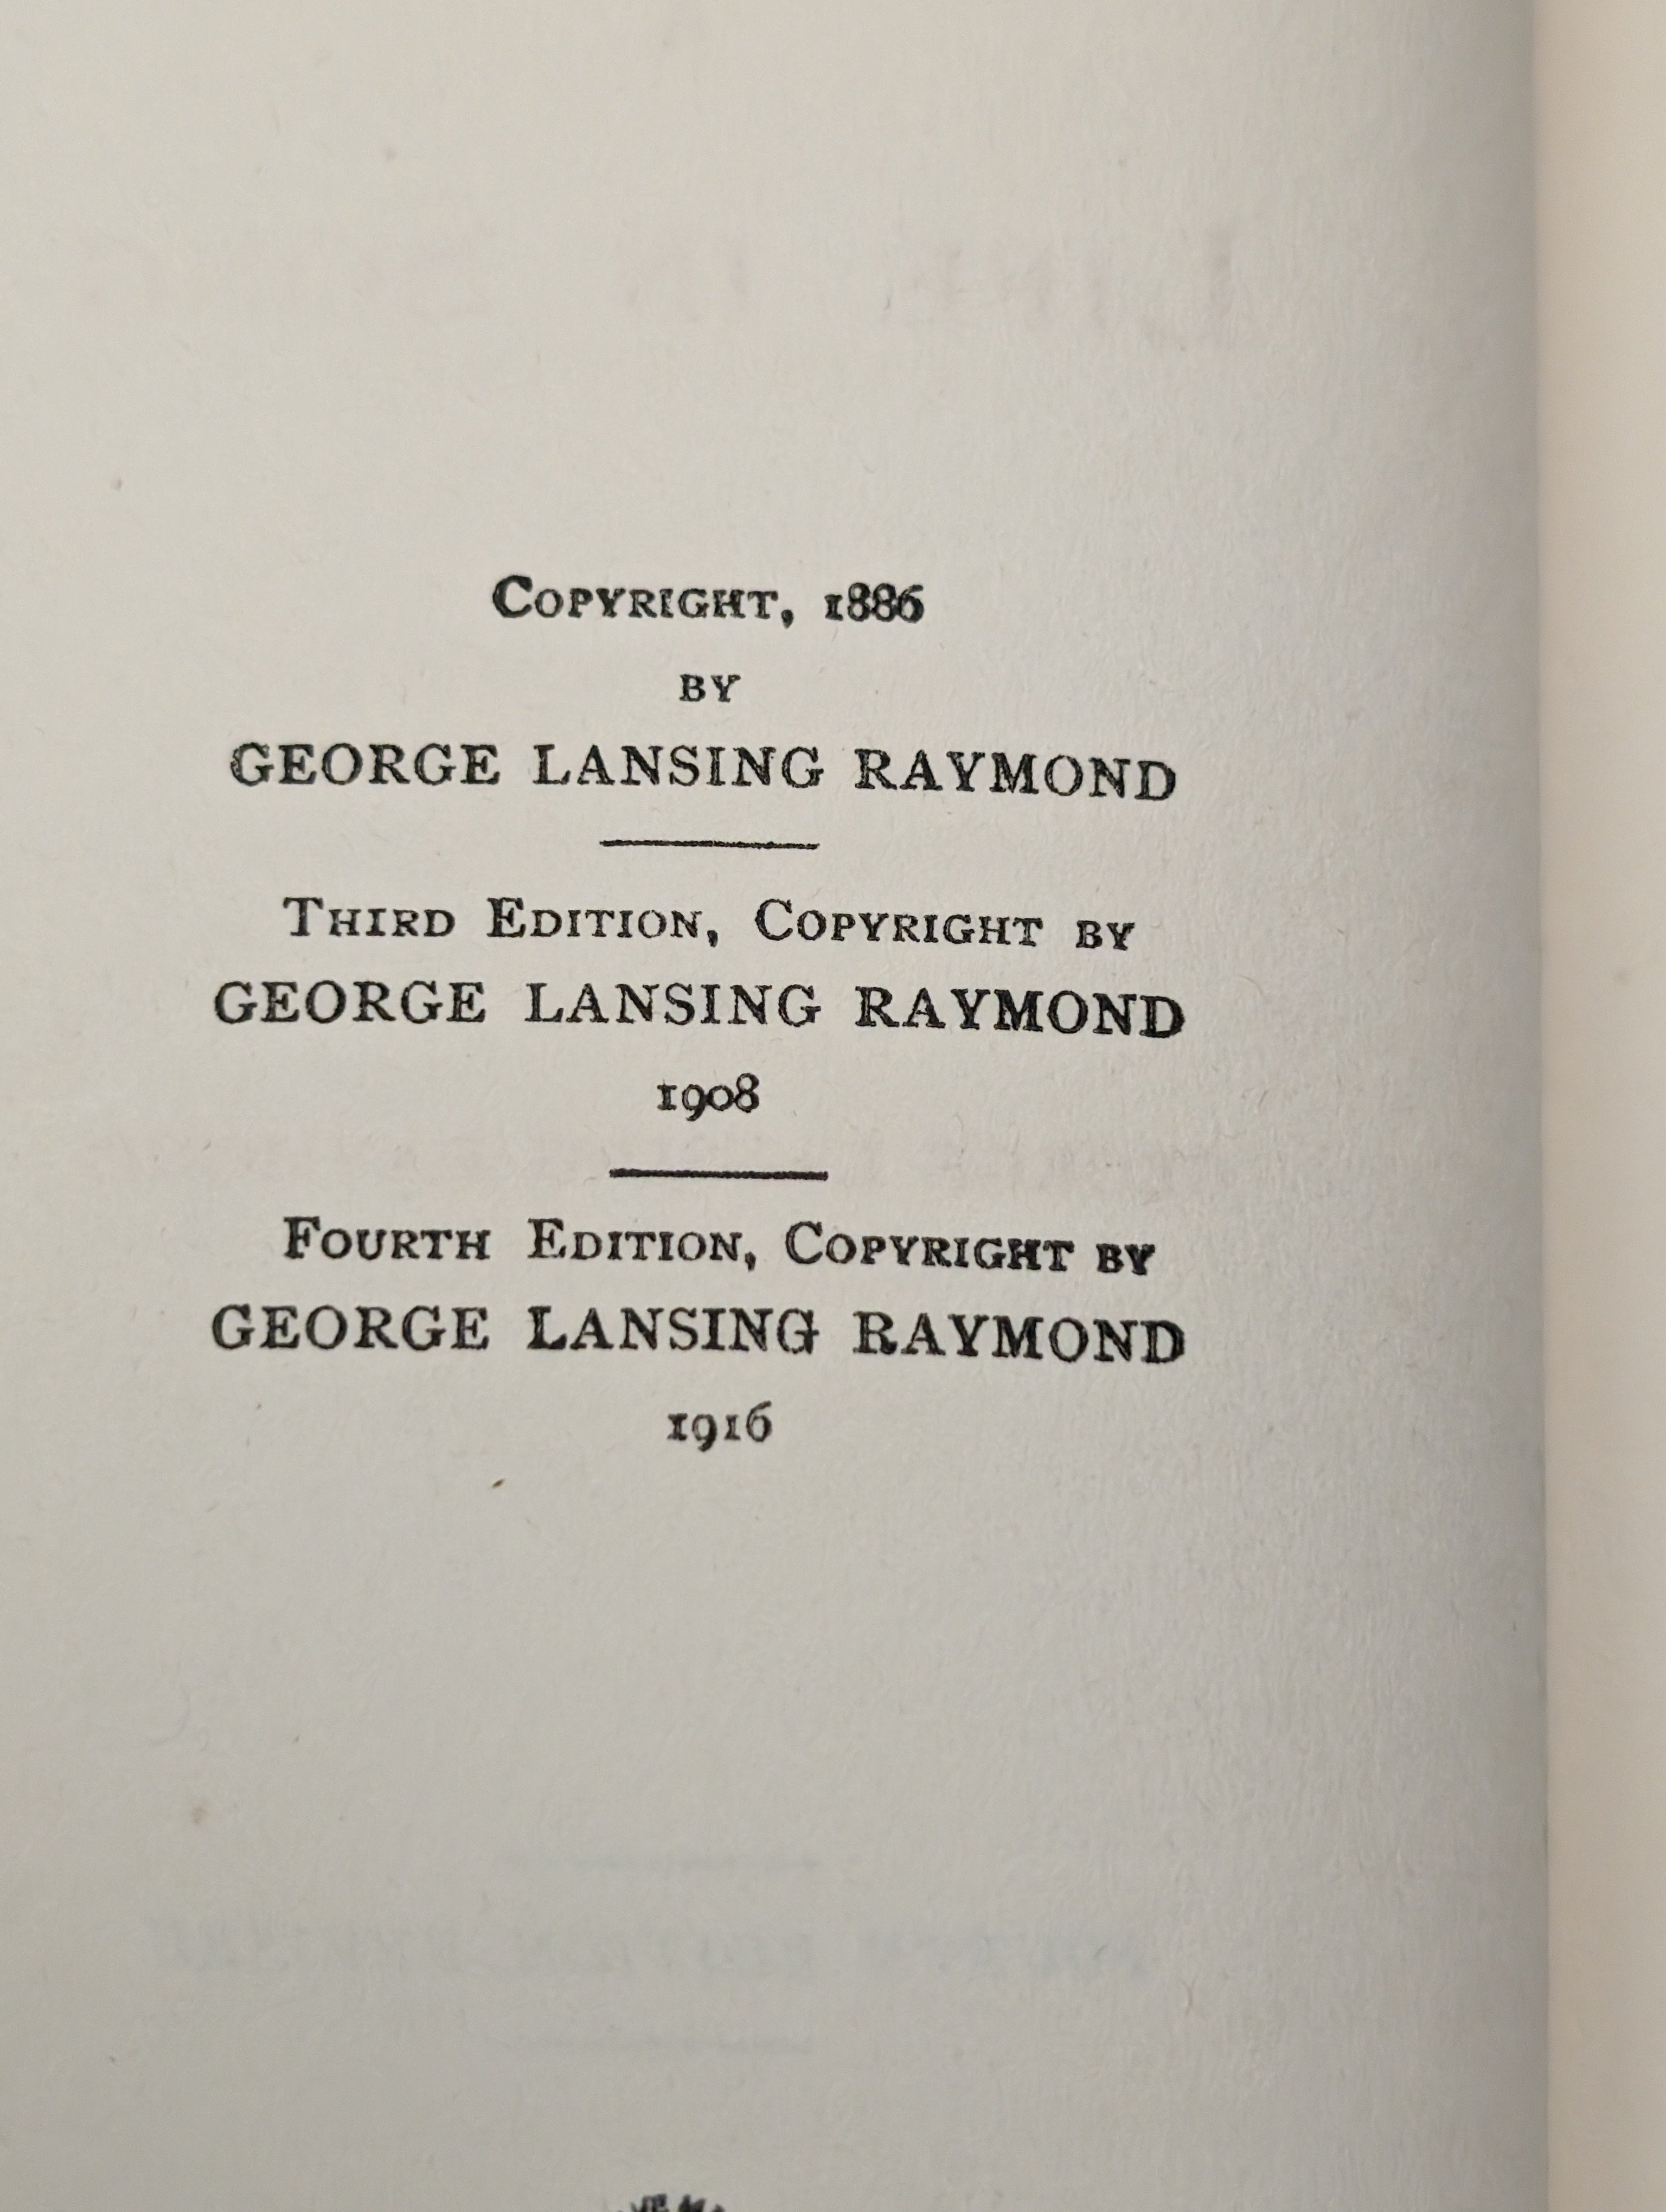 COPYRIGHT, 1886
BY
GEORGE LANSING RAYMOND
THIRD EDITION, COPYRIGHT BY
GEORGE LANSING RAYMOND
1908
FOURTH EDITION, COPYRIGHT BY
GEORGE LANSING RAYMOND
1916